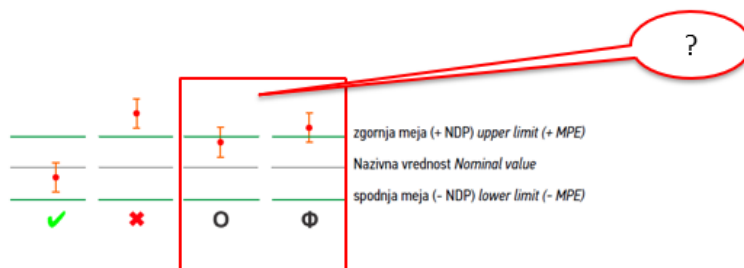 ?
zgornja meja (+ NDP) upper limit (+ MPE)
Nazivna vrednost Nominal value
spodnja meja (- NDP) lower limit (- MPE)
✔ ✖ O Φ